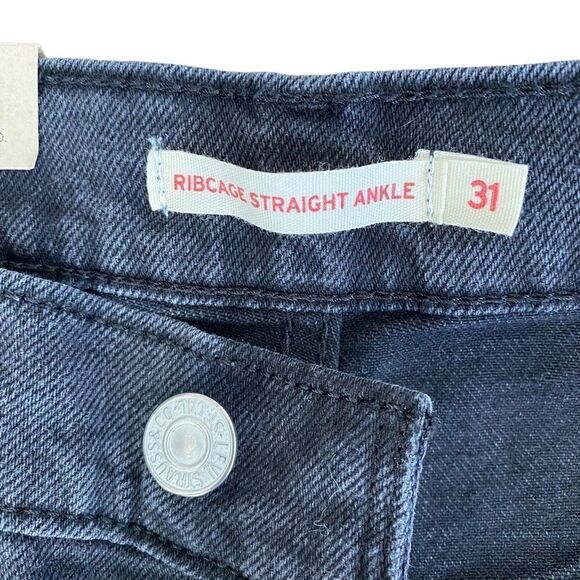 RIBCAGE STRAIGHT ANKLE 31
LEVI STRAUSS & CO.